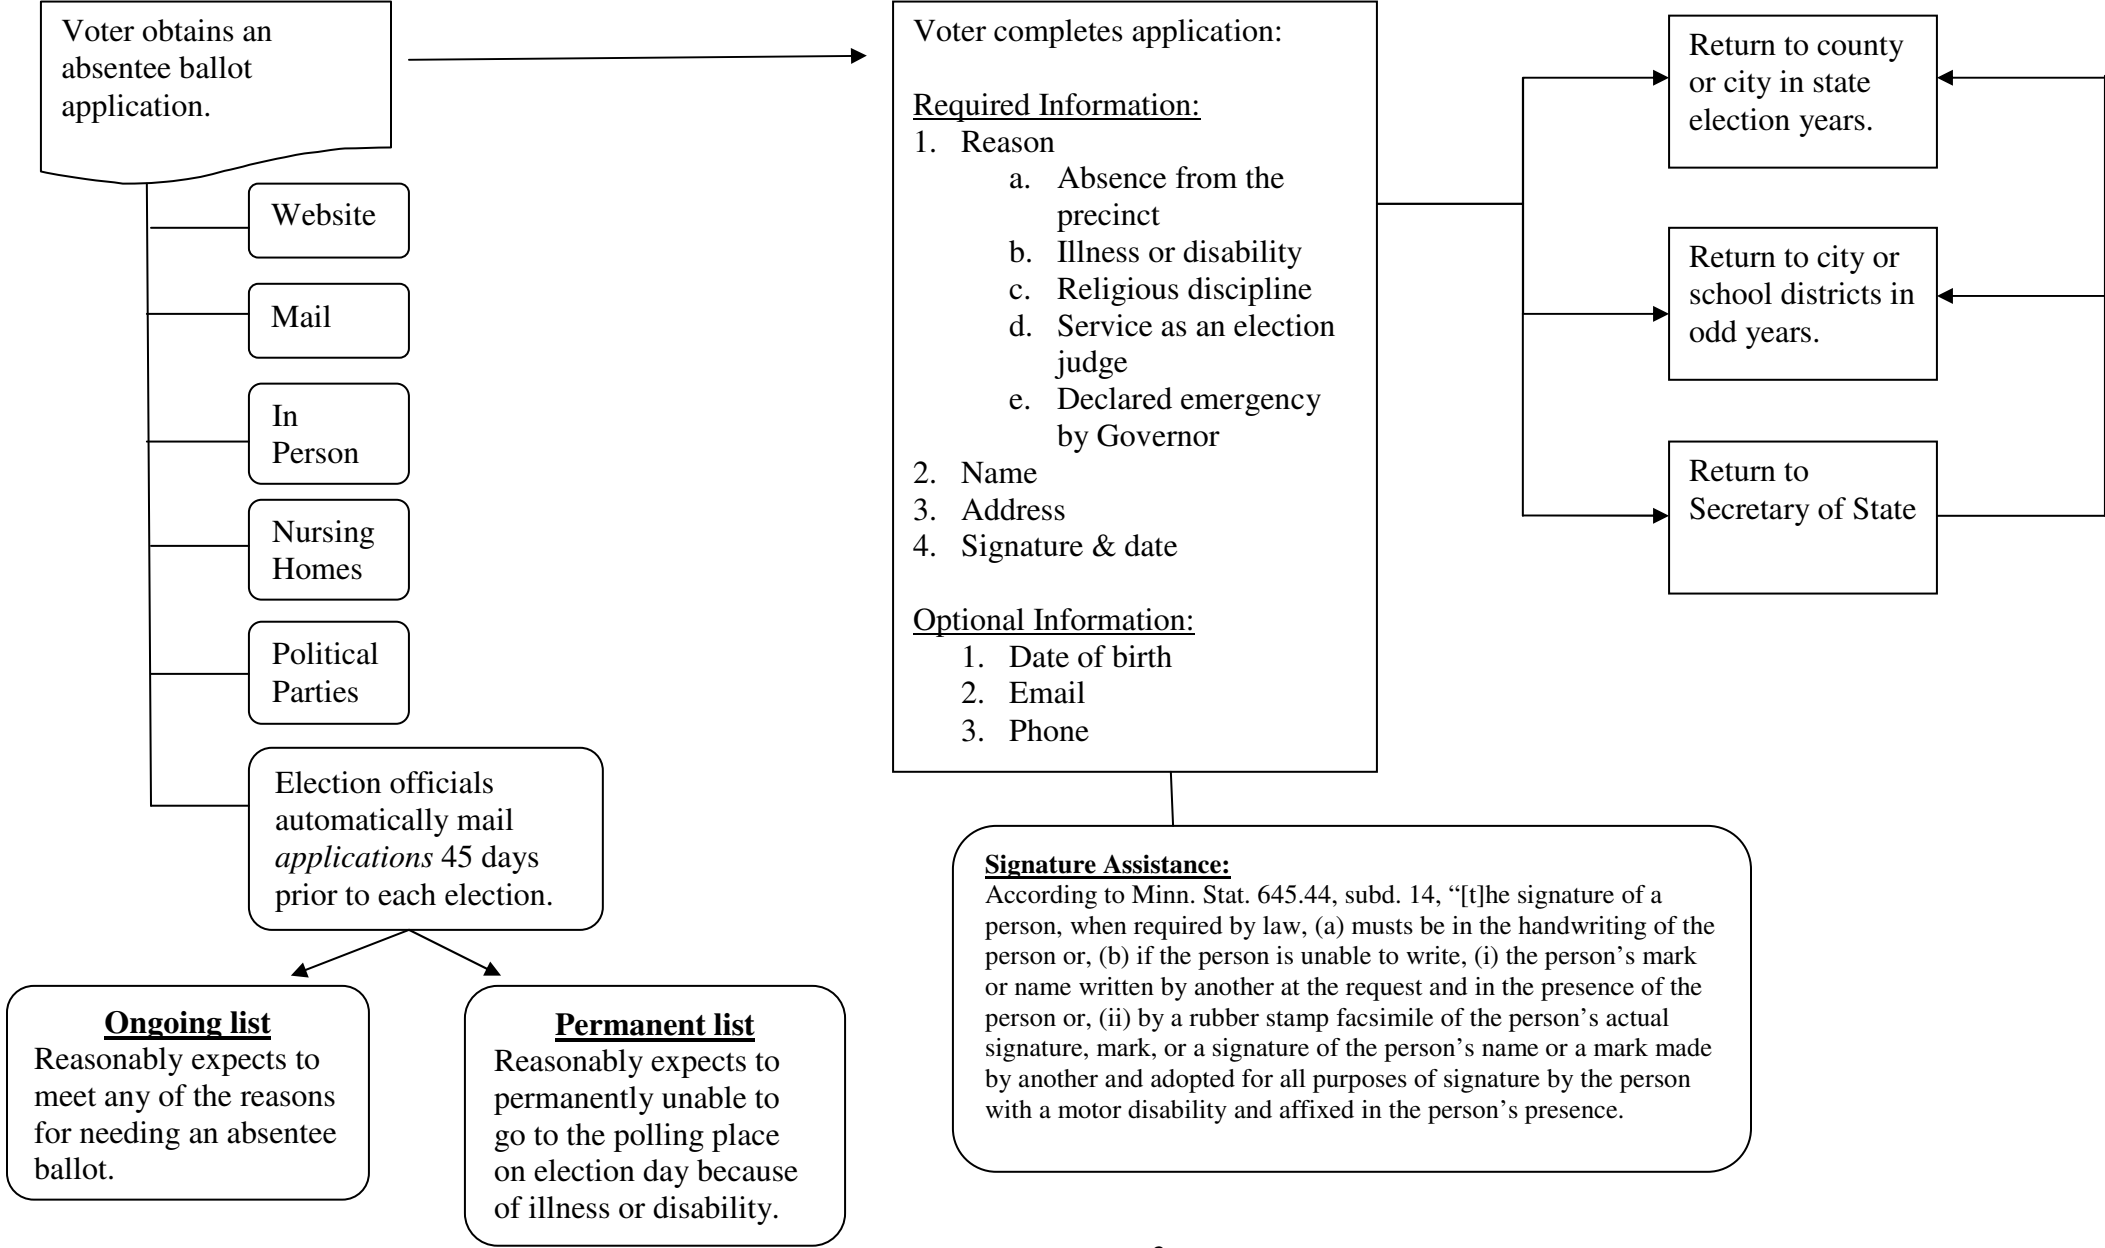 Voter obtains an
absentee ballot
application.
Website
Mail
In
Person
Nursing
Homes
Political
Parties
Election officials
automatically mail
applications 45 days
prior to each election.
Ongoing list
Reasonably expects to
meet any of the reasons
for needing an absentee
ballot.
Permanent list
Reasonably expects to
permanently unable to
go to the polling place
on election day because
of illness or disability.
Voter completes application:
Required Information:
1. Reason
a. Absence from the
precinct
b. Illness or disability
c. Religious discipline
d. Service as an election
judge
e. Declared emergency
by Governor
2. Name
3. Address
4. Signature & date
Optional Information:
1. Date of birth
2. Email
3. Phone
Signature Assistance:
According to Minn. Stat. 645.44, subd. 14, “[t]he signature of a
person, when required by law, (a) musts be in the handwriting of the
person or, (b) if the person is unable to write, (i) the person’s mark
or name written by another at the request and in the presence of the
person or, (ii) by a rubber stamp facsimile of the person’s actual
signature, mark, or a signature of the person’s name or a mark made
by another and adopted for all purposes of signature by the person
with a motor disability and affixed in the person’s presence.
Return to county
or city in state
election years.
Return to city or
school districts in
odd years.
Return to
Secretary of State